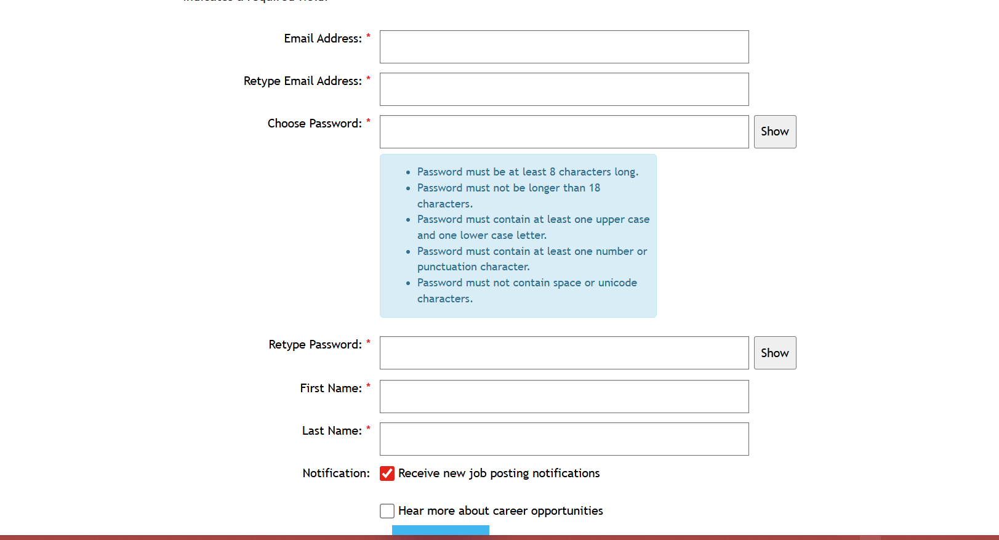 Email Address: *
Retype Email Address: *
Choose Password: *
Show
Password must be at least 8 characters long.
Password must not be longer than 18
characters.
Password must contain at least one upper case
and one lower case letter.
Password must contain at least one number or
punctuation character.
Password must not contain space or unicode
characters.
Retype Password: *
Show
First Name: *
Last Name: *
Notification:
Receive new job posting notifications
Hear more about career opportunities